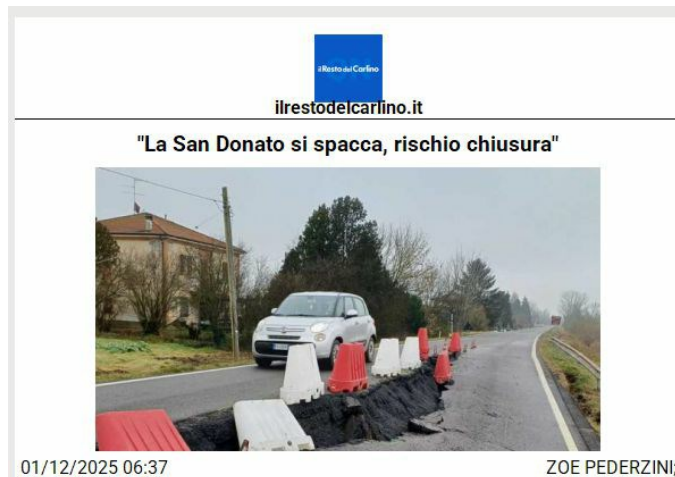 il Resto del Carlino
ilrestodelcarlino.it
"La San Donato si spacca, rischio chiusura"
01/12/2025 06:37
ZOE PEDERZINI;